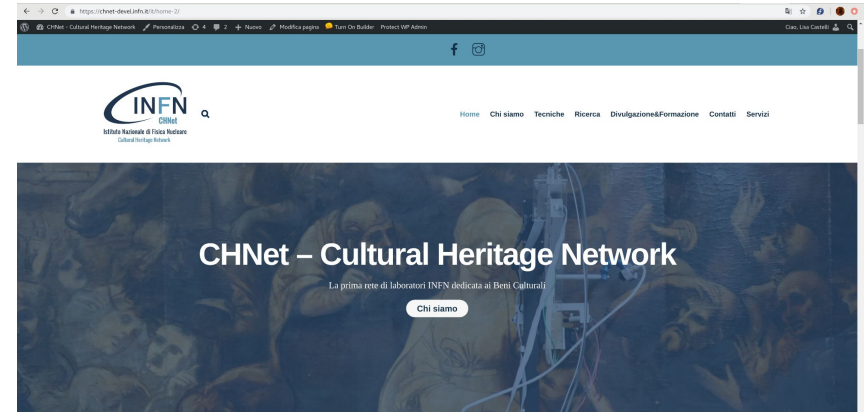 https://chnet-devel.infn.it/it/home-2/
CHNet - Cultural Heritage Network Personalizza 4 2 + Nuovo Modifica pagina Turn On Builder Protect WP Admin Ciao, Lisa Castelli
INFN
CHNet
Istituto Nazionale di Fisica Nucleare
Cultural Heritage Network
Home Chi siamo Tecniche Ricerca Divulgazione&Formazione Contatti Servizi
CHNet – Cultural Heritage Network
La prima rete di laboratori INFN dedicata ai Beni Culturali
Chi siamo